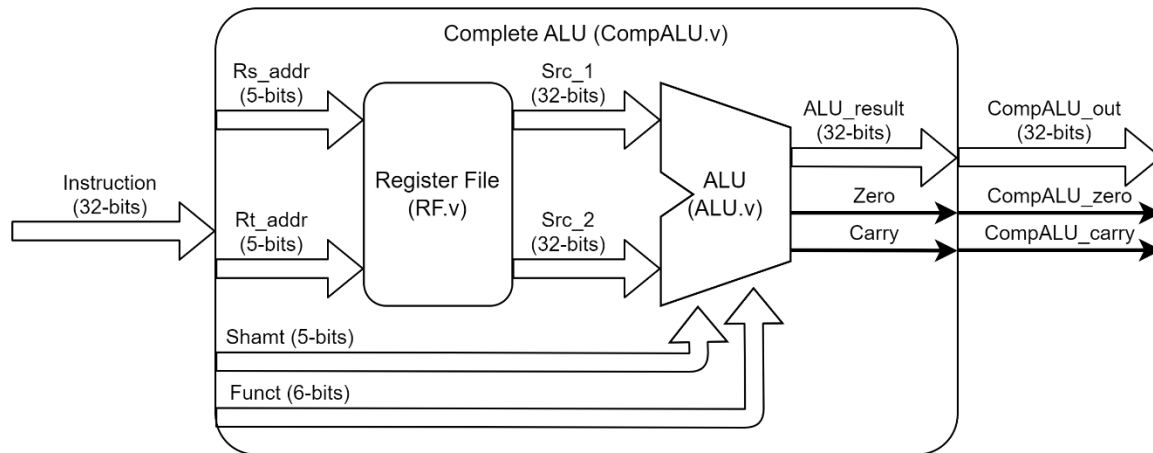 Complete ALU (CompALU.v)
Rs_addr
(5-bits)
Src_1
(32-bits)
ALU_result
(32-bits)
CompALU_out
(32-bits)
Instruction
(32-bits)
Register File
(RF.v)
ALU
(ALU.v)
Zero
CompALU_zero
Rt_addr
(5-bits)
Src_2
(32-bits)
Carry
CompALU_carry
Shamt (5-bits)
Funct (6-bits)